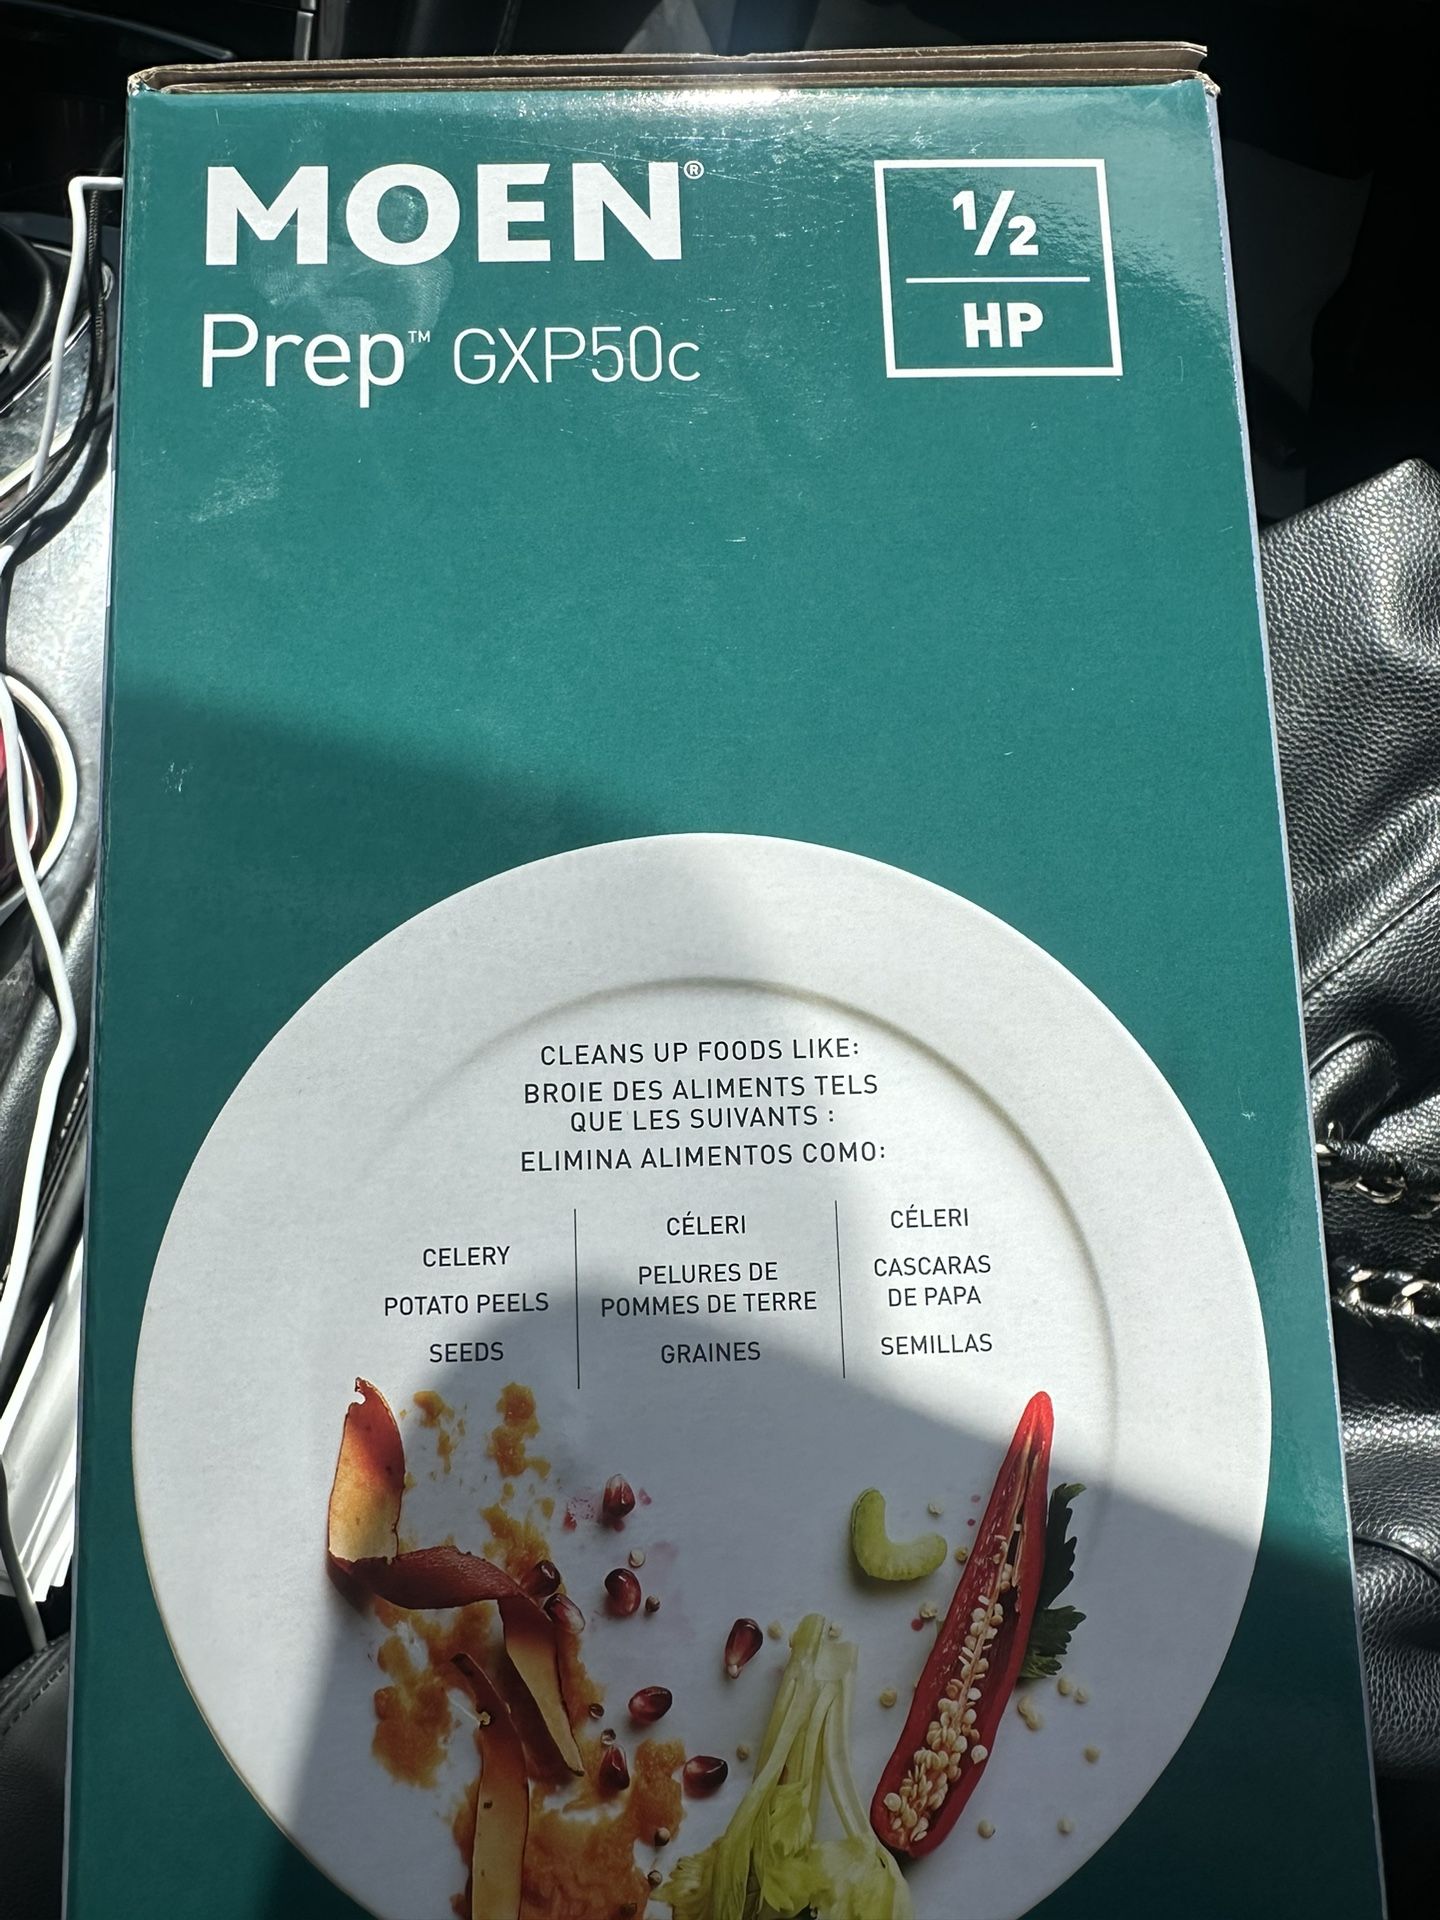 MOEN®
Prep™ GXP50c
1/2
HP
CLEANS UP FOODS LIKE:
BROIE DES ALIMENTS TELS
QUE LES SUIVANTS :
ELIMINA ALIMENTOS COMO:
CELERY
POTATO PEELS
SEEDS
CÉLERI
PELURES DE
POMMES DE TERRE
GRAINES
CÉLERI
CASCARAS
DE PAPA
SEMILLAS